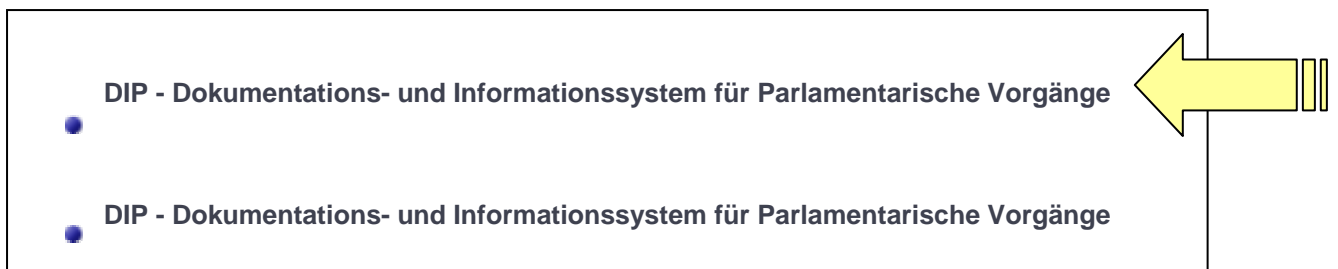 DIP - Dokumentations- und Informationssystem für Parlamentarische Vorgänge
DIP - Dokumentations- und Informationssystem für Parlamentarische Vorgänge